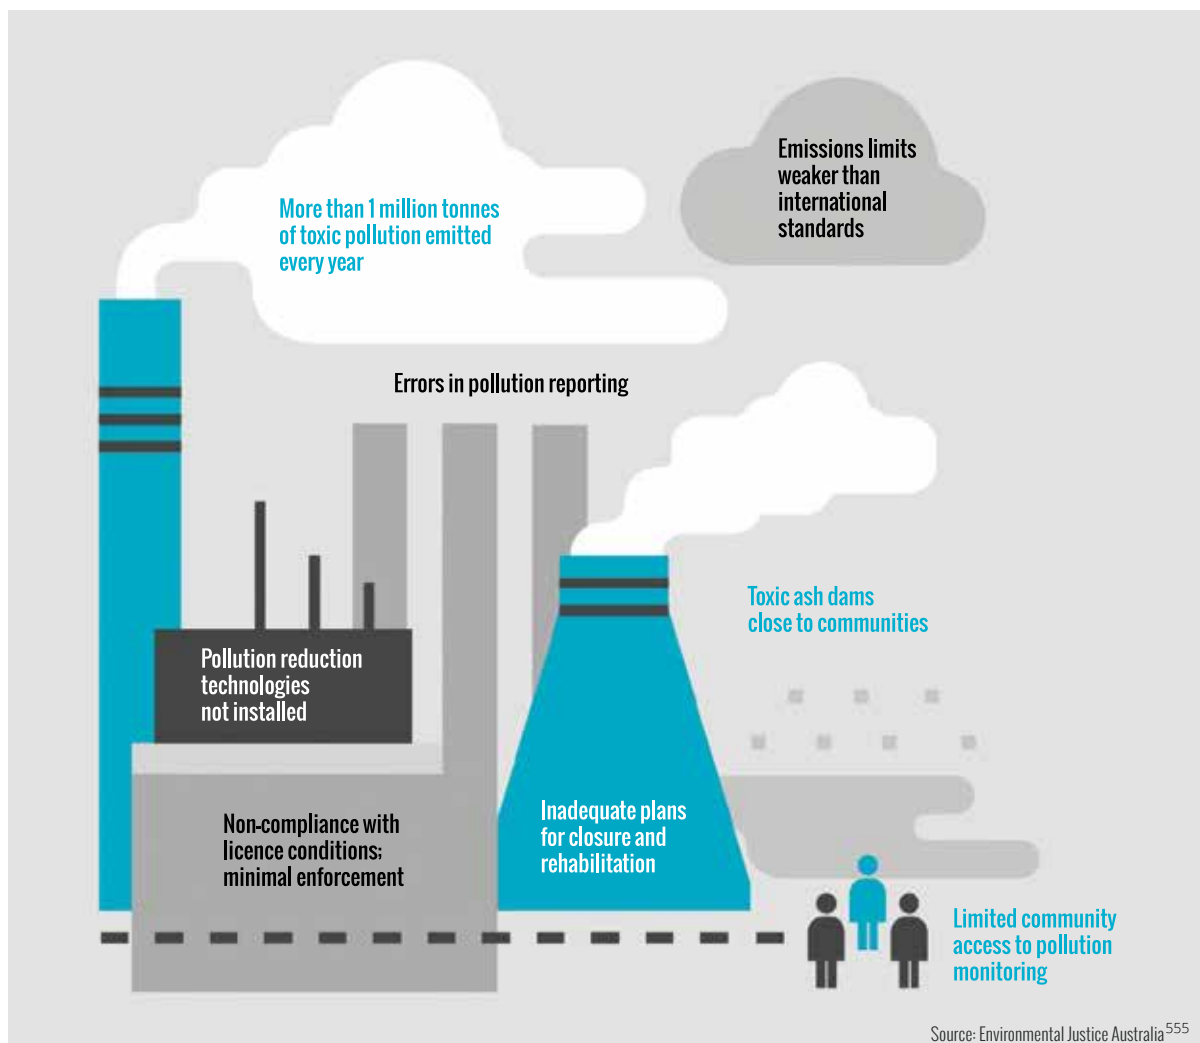 Emissions limits
weaker than
international
standards
More than 1 million tonnes
of toxic pollution emitted
every year
Errors in pollution reporting
Toxic ash dams
close to communities
Pollution reduction
technologies
not installed
Non-compliance with
licence conditions;
minimal enforcement
Inadequate plans
for closure and
rehabilitation
Limited community
access to pollution
monitoring
Source: Environmental Justice Australia 555